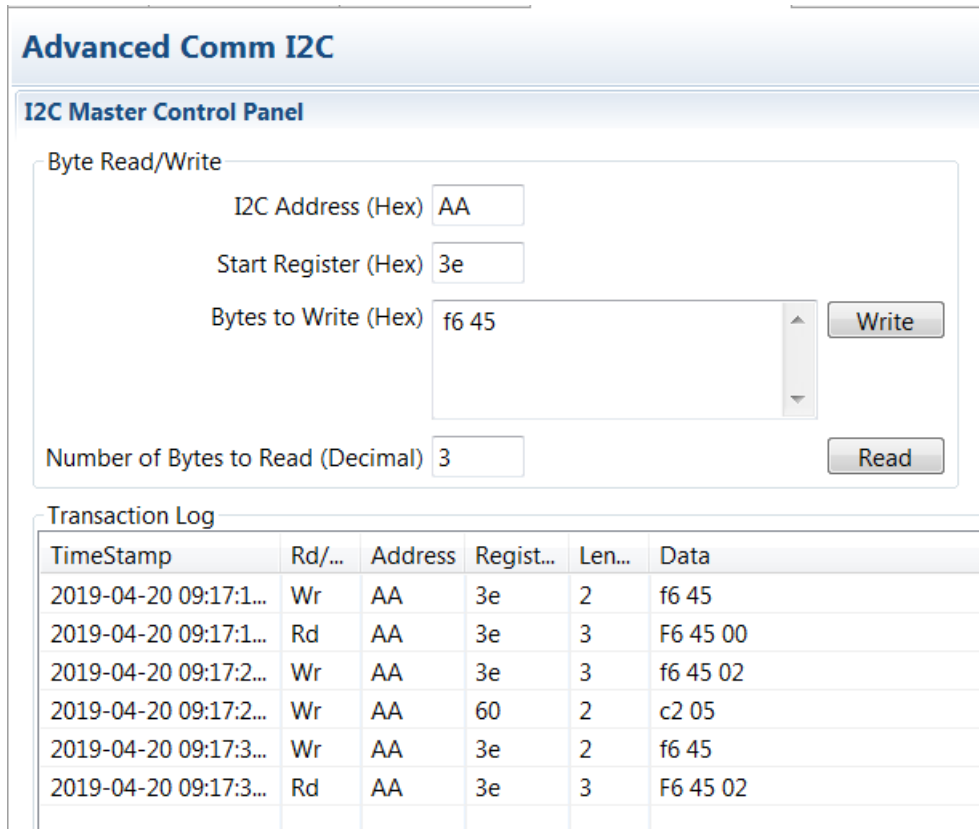 Advanced Comm I2C
I2C Master Control Panel
Byte Read/Write
I2C Address (Hex) AA
Start Register (Hex) 3e
Bytes to Write (Hex) f6 45 Write
Number of Bytes to Read (Decimal) 3 Read
Transaction Log
TimeStamp Rd/... Address Regist... Len... Data
2019-04-20 09:17:1... Wr AA 3e 2 f6 45
2019-04-20 09:17:1... Rd AA 3e 3 F6 45 00
2019-04-20 09:17:2... Wr AA 3e 3 f6 45 02
2019-04-20 09:17:2... Wr AA 60 2 c2 05
2019-04-20 09:17:3... Wr AA 3e 2 f6 45
2019-04-20 09:17:3... Rd AA 3e 3 F6 45 02